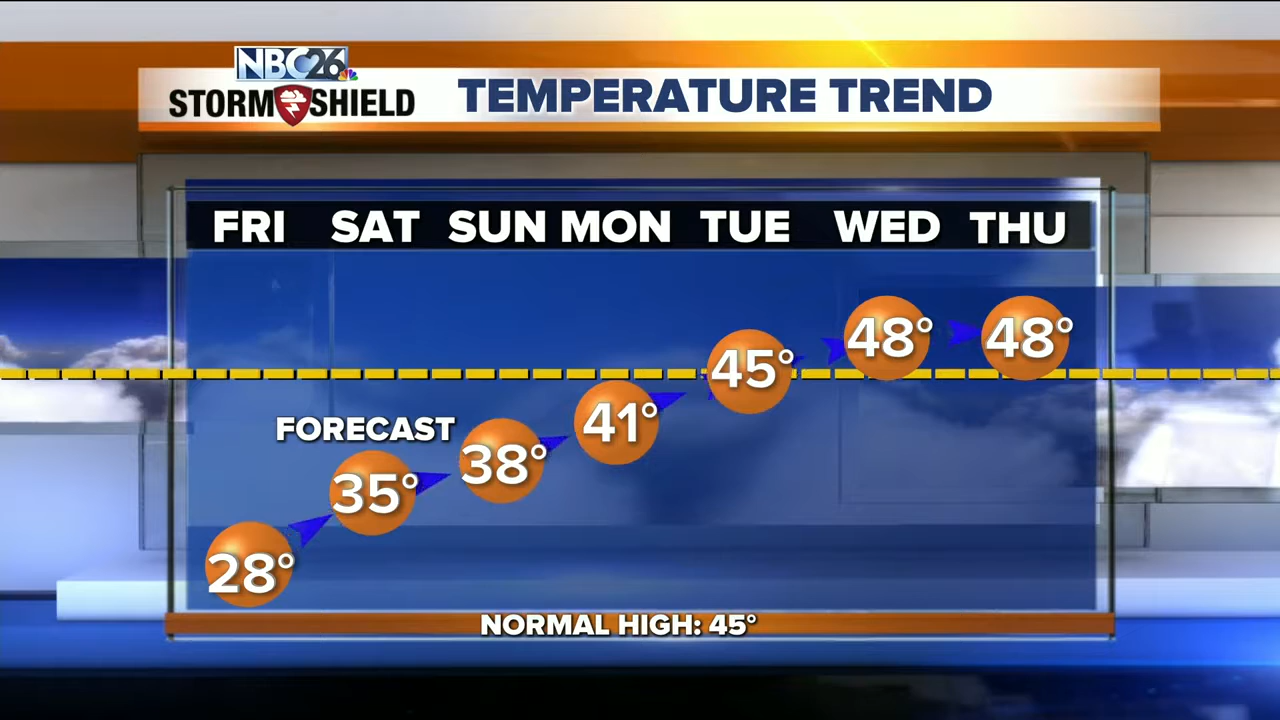 NBC26
STORM SHIELD
TEMPERATURE TREND
FRI SAT SUN MON TUE WED THU
48° 48°
45°
41°
FORECAST
38°
35°
28°
NORMAL HIGH: 45°